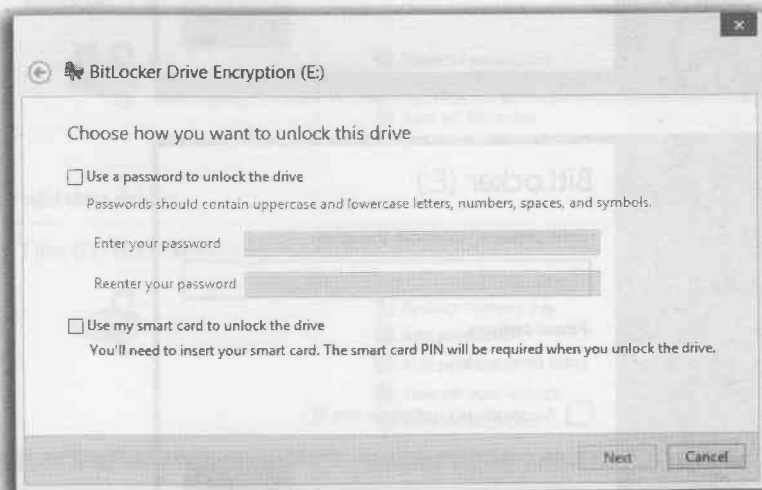 BitLocker Drive Encryption (E:)
Choose how you want to unlock this drive
Use a password to unlock the drive
Passwords should contain uppercase and lowercase letters, numbers, spaces, and symbols.
Enter your password
Reenter your password
Use my smart card to unlock the drive
You'll need to insert your smart card. The smart card PIN will be required when you unlock the drive.
Next
Cancel